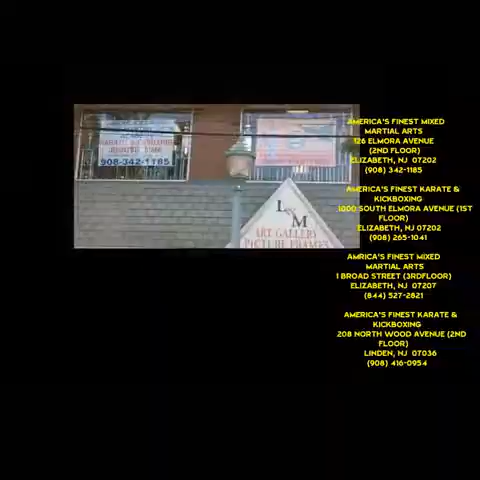 908-342-1185
L & M
ART GALLERY
PICTURE FRAMES
AMERICA'S FINEST MIXED
MARTIAL ARTS
126 ELMORA AVENUE
(2ND FLOOR)
ELIZABETH, NJ 07202
(908) 342-1185
AMERICA'S FINEST KARATE &
KICKBOXING
1000 SOUTH ELMORA AVENUE (1ST
FLOOR)
ELIZABETH, NJ 07202
(908) 265-1041
AMRICA'S FINEST MIXED
MARTIAL ARTS
1 BROAD STREET (3RDFLOOR)
ELIZABETH, NJ 07207
(844) 527-2821
AMERICA'S FINEST KARATE &
KICKBOXING
208 NORTH WOOD AVENUE (2ND
FLOOR)
LINDEN, NJ 07036
(908) 416-0954